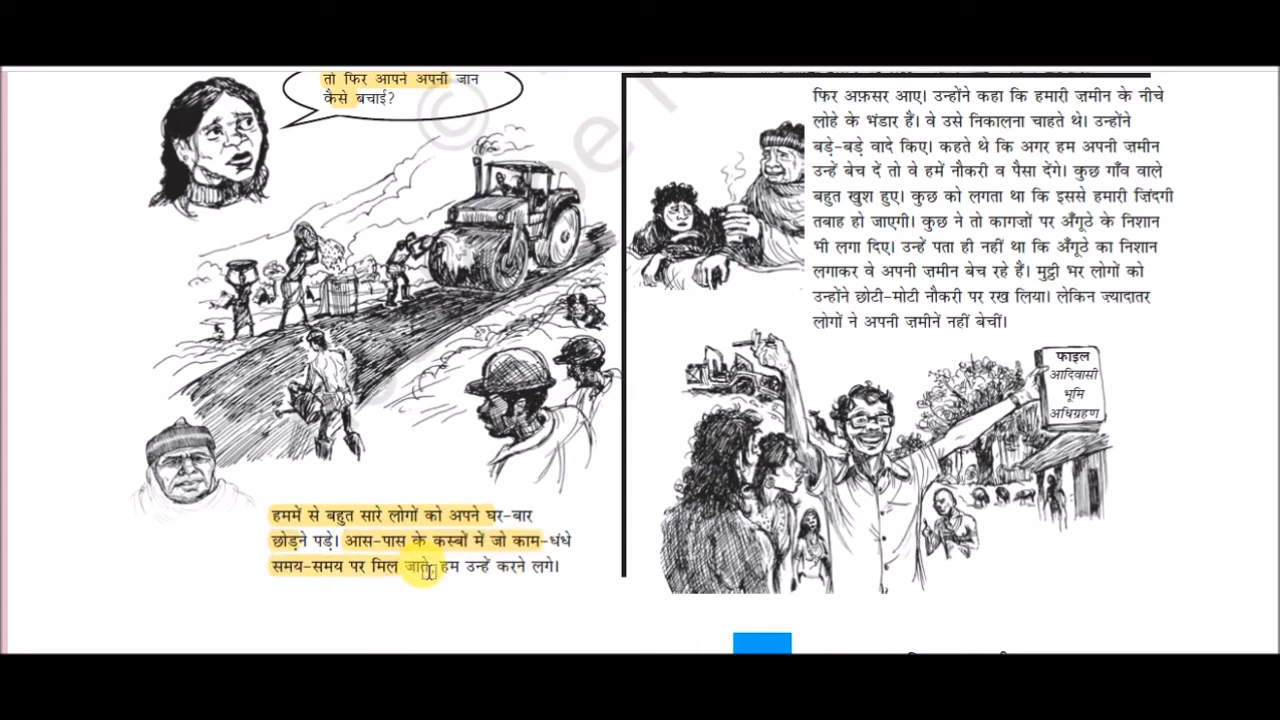 तो फिर आपने अपनी जान
कैसे बचाई?
हममें से बहुत सारे लोगों को अपने घर-बार
छोड़ने पड़े। आस-पास के कस्बों में जो काम-धंधे
समय-समय पर मिल जाते, हम उन्हें करने लगे।
फिर अफ़सर आए। उन्होंने कहा कि हमारी ज़मीन के नीचे
लोहे के भंडार हैं। वे उसे निकालना चाहते थे। उन्होंने
बड़े-बड़े वादे किए। कहते थे कि अगर हम अपनी ज़मीन
उन्हें बेच दें तो वे हमें नौकरी व पैसा देंगे। कुछ गाँव वाले
बहुत खुश हुए। कुछ को लगता था कि इससे हमारी ज़िंदगी
तबाह हो जाएगी। कुछ ने तो कागज़ों पर अँगूठे के निशान
भी लगा दिए। उन्हें पता ही नहीं था कि अँगूठे का निशान
लगाकर वे अपनी ज़मीन बेच रहे हैं। मुट्ठी भर लोगों को
उन्होंने छोटी-मोटी नौकरी पर रख लिया। लेकिन ज़्यादातर
लोगों ने अपनी ज़मीनें नहीं बेचीं।
फाइल
आदिवासी
भूमि
अधिग्रहण